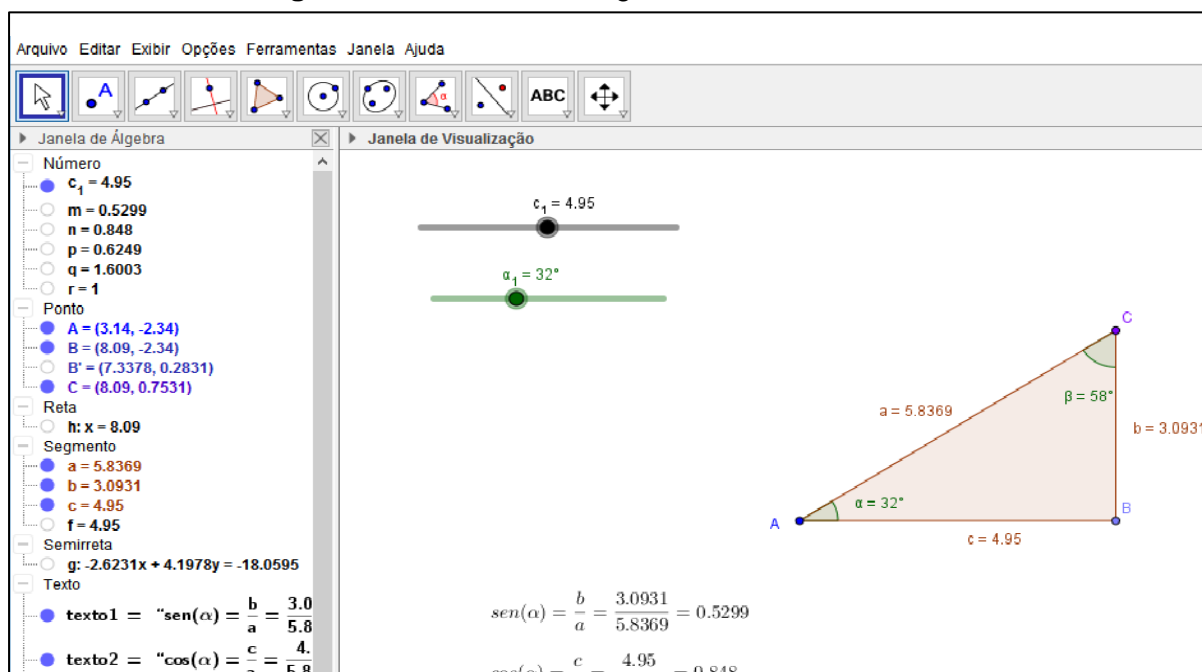 Arquivo Editar Exibir Opções Ferramentas Janela Ajuda
A
α
ABC
Janela de Álgebra
Janela de Visualização
Número
c₁ = 4.95
m = 0.5299
n = 0.848
p = 0.6249
q = 1.6003
r = 1
Ponto
A = (3.14, -2.34)
B = (8.09, -2.34)
B' = (7.3378, 0.2831)
C = (8.09, 0.7531)
Reta
h: x = 8.09
Segmento
a = 5.8369
b = 3.0931
c = 4.95
f = 4.95
Semirreta
g: -2.6231x + 4.1978y = -18.0595
Texto
texto1 = “sen(α) = b/a = 3.0/5.8
texto2 = “cos(α) = c/a = 4./5.8
c₁ = 4.95
α₁ = 32°
C
β = 58°
a = 5.8369
b = 3.0931
α = 32°
A
B
c = 4.95
sen(α) = b/a = 3.0931/5.8369 = 0.5299
4.95